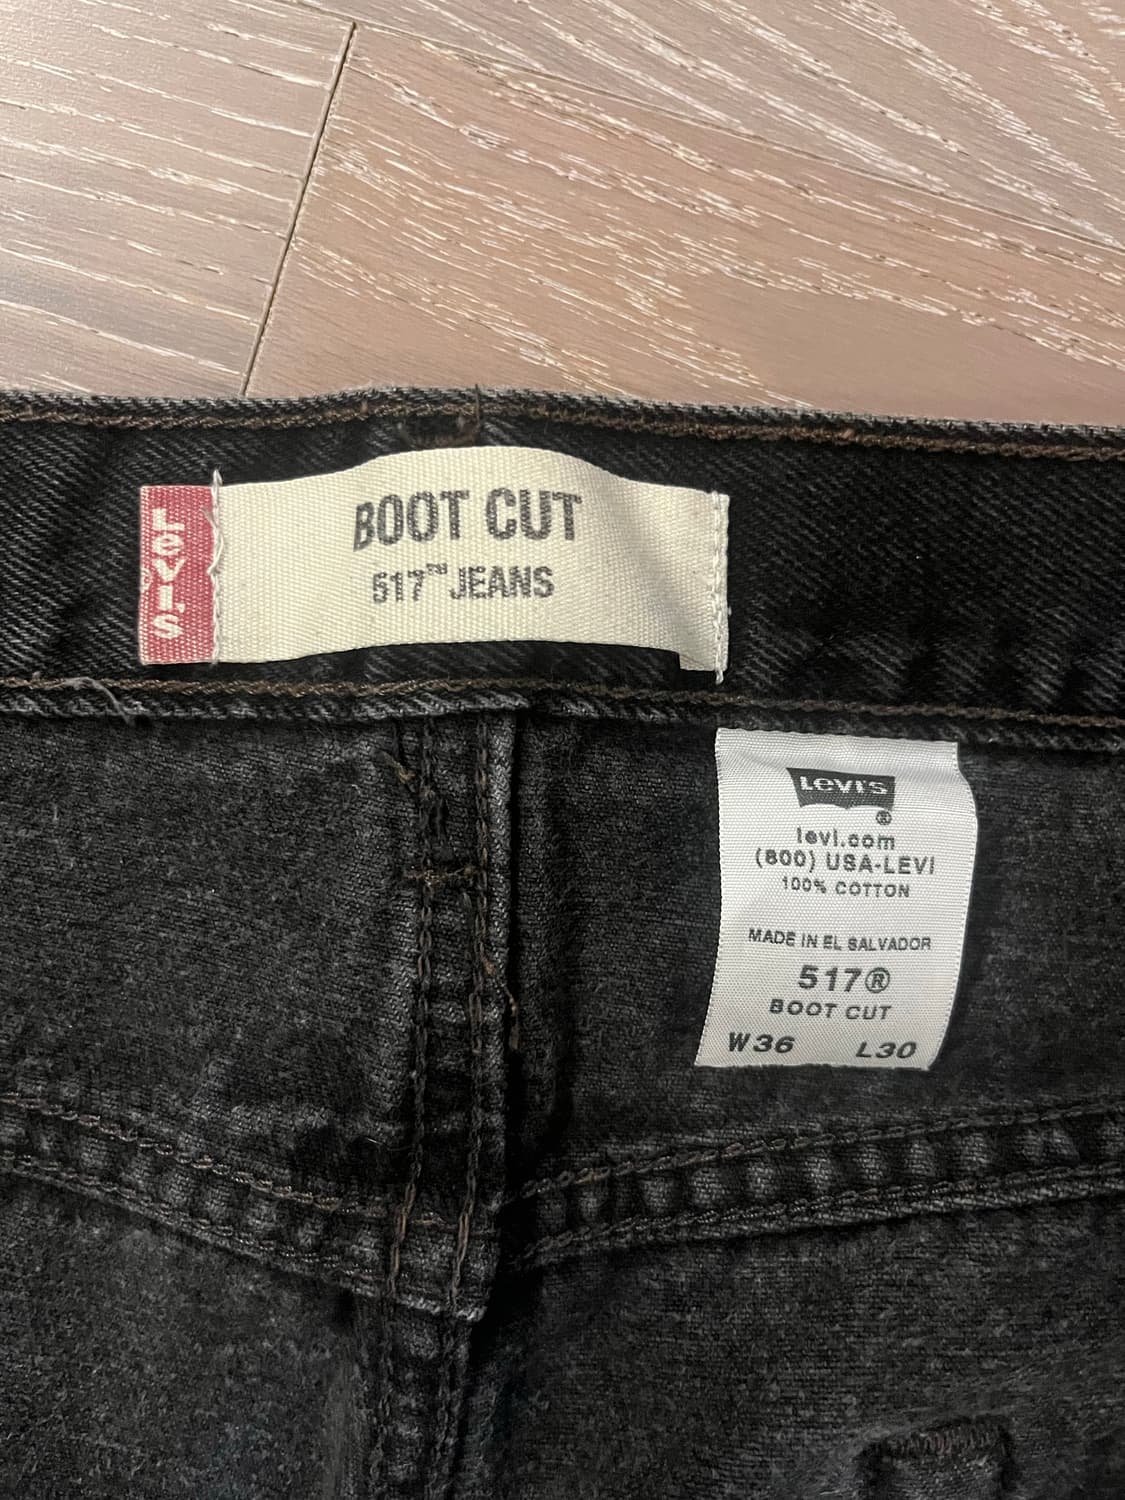 Levi's
BOOT CUT
517™ JEANS
Levi's
®
levi.com
(800) USA-LEVI
100% COTTON
MADE IN EL SALVADOR
517®
BOOT CUT
W36 L30